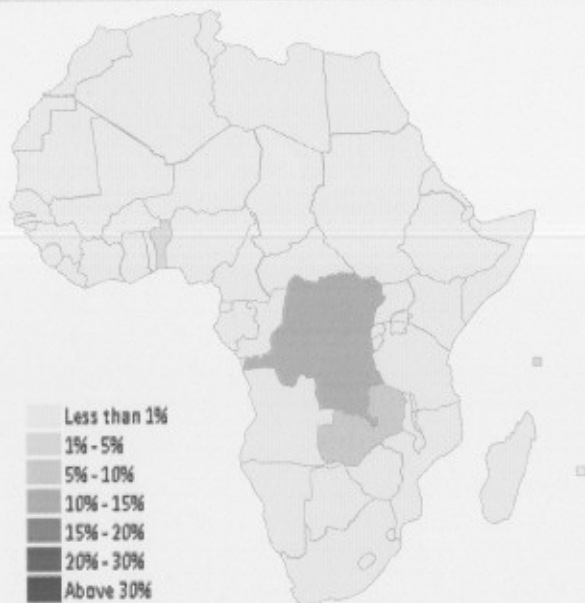 Less than 1%
1% - 5%
5% - 10%
10% - 15%
15% - 20%
20% - 30%
Above 30%